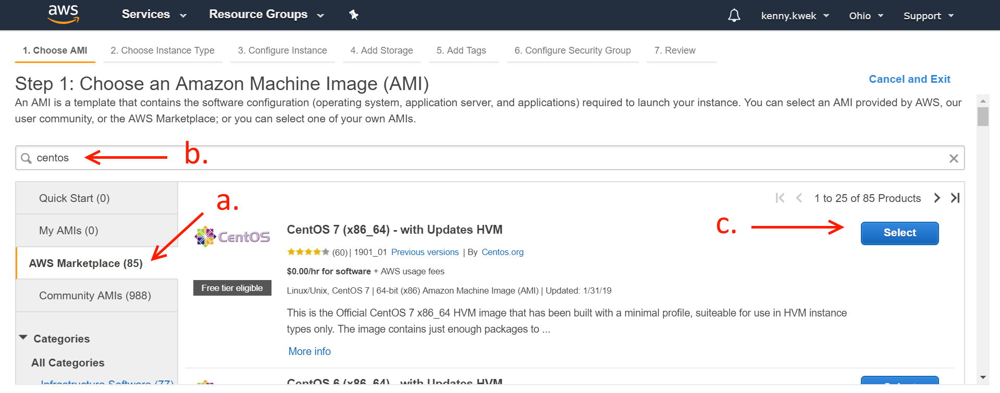 aws Services Resource Groups kenny.kwek Ohio Support
1. Choose AMI 2. Choose Instance Type 3. Configure Instance 4. Add Storage 5. Add Tags 6. Configure Security Group 7. Review
Step 1: Choose an Amazon Machine Image (AMI)
Cancel and Exit
An AMI is a template that contains the software configuration (operating system, application server, and applications) required to launch your instance. You can select an AMI provided by AWS, our
user community, or the AWS Marketplace; or you can select one of your own AMIs.
centos
b.
Quick Start (0)
My AMIs (0)
AWS Marketplace (85)
Community AMIs (988)
Categories
All Categories
Infrastructure Software (77)
a.
1 to 25 of 85 Products
CentOS
Free tier eligible
CentOS 7 (x86_64) - with Updates HVM
(60) | 1901_01 Previous versions | By Centos.org
$0.00/hr for software + AWS usage fees
Linux/Unix, CentOS 7 | 64-bit (x86) Amazon Machine Image (AMI) | Updated: 1/31/19
This is the Official CentOS 7 x86_64 HVM image that has been built with a minimal profile, suiteable for use in HVM instance
types only. The image contains just enough packages to ...
More info
c.
Select
CentOS 6 (x86_64) - with Updates HVM
Select